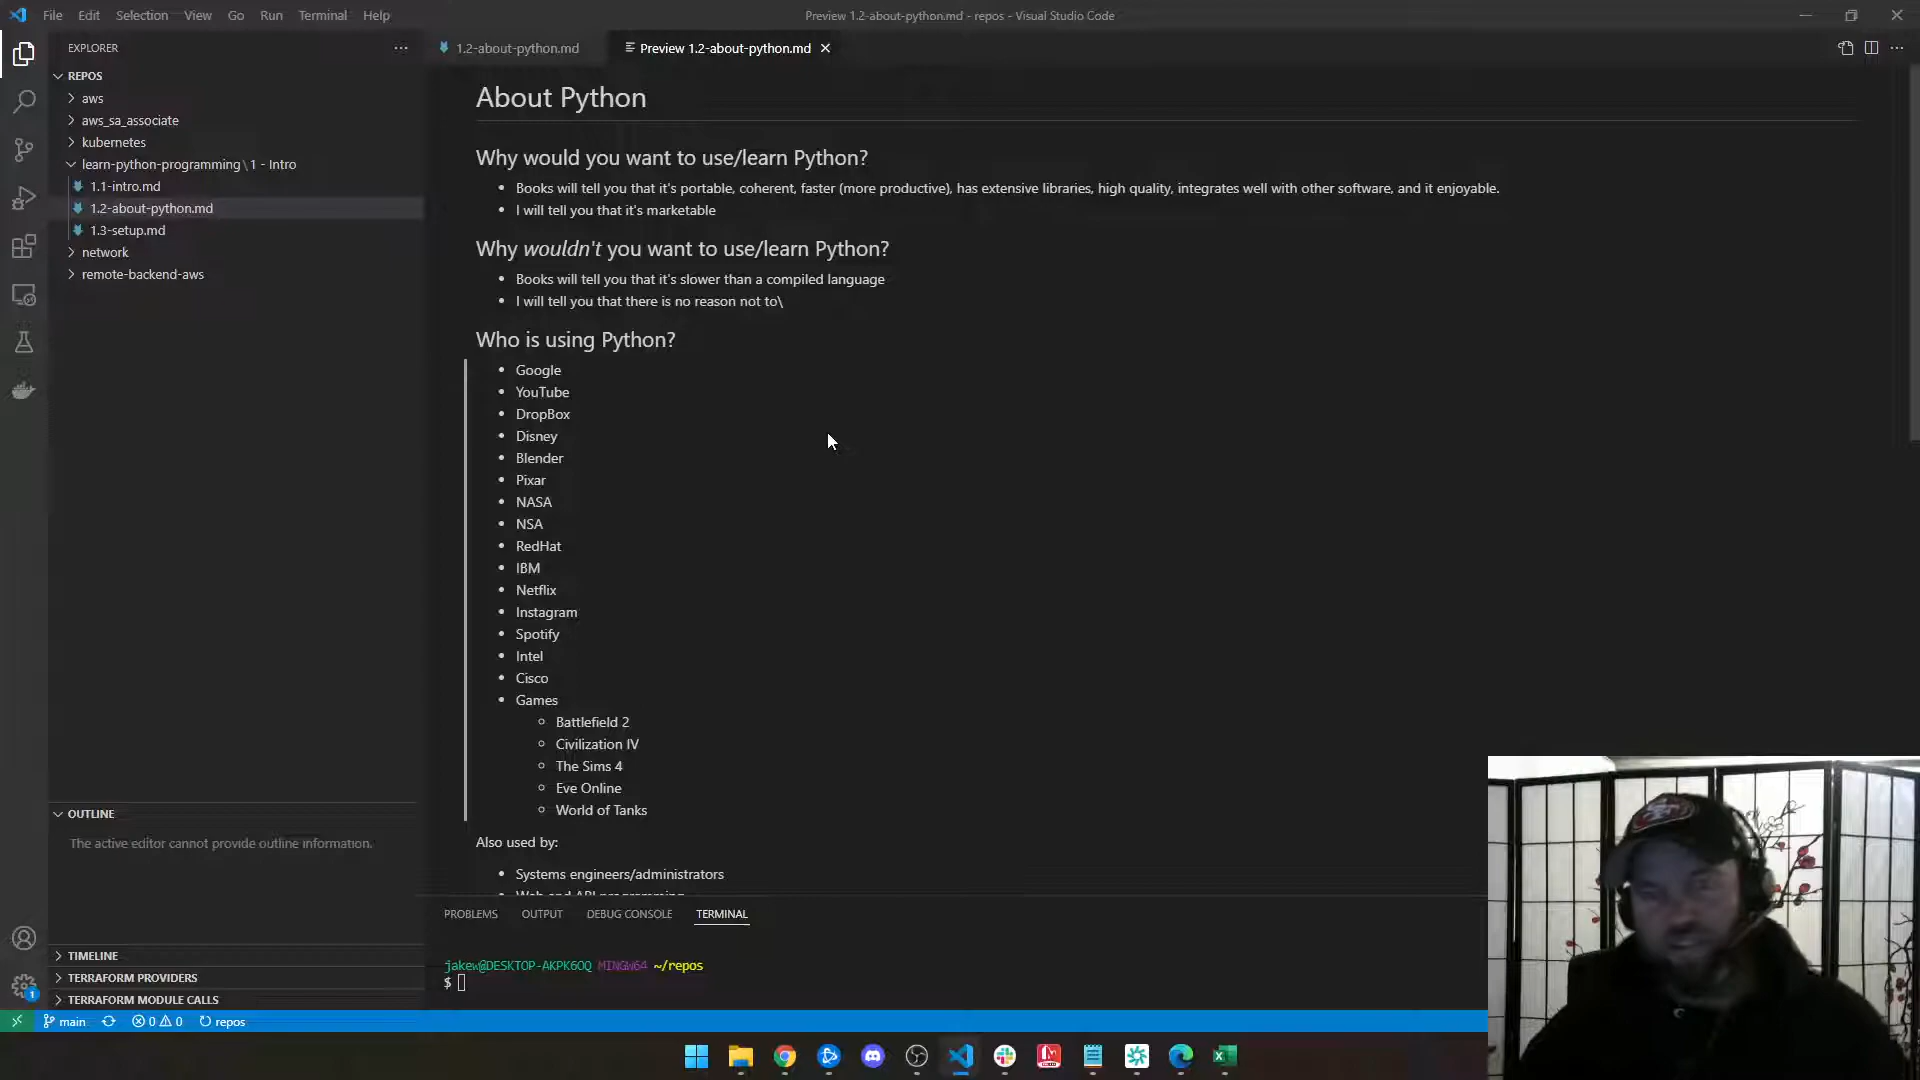 File Edit Selection View Go Run Terminal Help
Preview 1.2-about-python.md - repos - Visual Studio Code
EXPLORER
REPOS
aws
aws_sa_associate
kubernetes
learn-python-programming \ 1 - Intro
1.1-intro.md
1.2-about-python.md
1.3-setup.md
network
remote-backend-aws
OUTLINE
The active editor cannot provide outline information.
TIMELINE
TERRAFORM PROVIDERS
TERRAFORM MODULE CALLS
1.2-about-python.md
Preview 1.2-about-python.md
About Python
Why would you want to use/learn Python?
Books will tell you that it's portable, coherent, faster (more productive), has extensive libraries, high quality, integrates well with other software, and it enjoyable.
I will tell you that it's marketable
Why wouldn't you want to use/learn Python?
Books will tell you that it's slower than a compiled language
I will tell you that there is no reason not to\
Who is using Python?
Google
YouTube
DropBox
Disney
Blender
Pixar
NASA
NSA
RedHat
IBM
Netflix
Instagram
Spotify
Intel
Cisco
Games
Battlefield 2
Civilization IV
The Sims 4
Eve Online
World of Tanks
Also used by:
Systems engineers/administrators
Web and API programming
PROBLEMS OUTPUT DEBUG CONSOLE TERMINAL
jakew@DESKTOP-AKPK6OQ MINGW64 ~/repos
$
1
main 0 0 repos